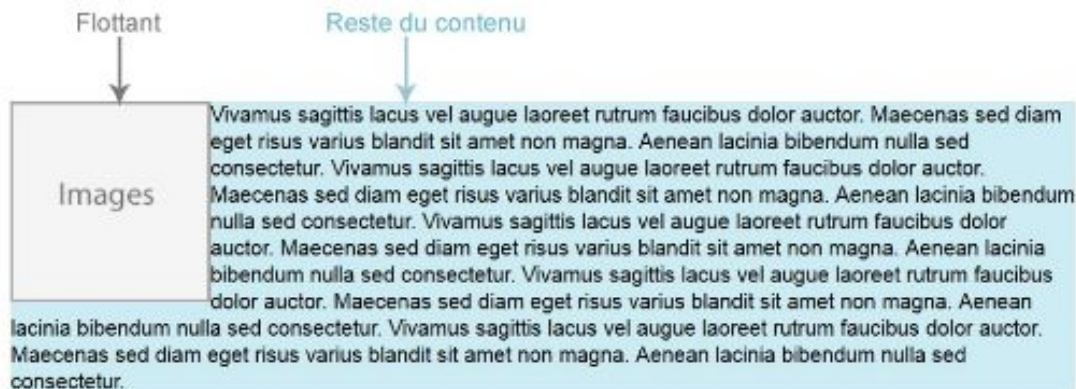 Flottant
Reste du contenu
Images
Vivamus sagittis lacus vel augue laoreet rutrum faucibus dolor auctor. Maecenas sed diam
eget risus varius blandit sit amet non magna. Aenean lacinia bibendum nulla sed
consectetur. Vivamus sagittis lacus vel augue laoreet rutrum faucibus dolor auctor.
Maecenas sed diam eget risus varius blandit sit amet non magna. Aenean lacinia bibendum
nulla sed consectetur. Vivamus sagittis lacus vel augue laoreet rutrum faucibus dolor
auctor. Maecenas sed diam eget risus varius blandit sit amet non magna. Aenean lacinia
bibendum nulla sed consectetur. Vivamus sagittis lacus vel augue laoreet rutrum faucibus
dolor auctor. Maecenas sed diam eget risus varius blandit sit amet non magna. Aenean
lacinia bibendum nulla sed consectetur. Vivamus sagittis lacus vel augue laoreet rutrum faucibus dolor auctor.
Maecenas sed diam eget risus varius blandit sit amet non magna. Aenean lacinia bibendum nulla sed
consectetur.